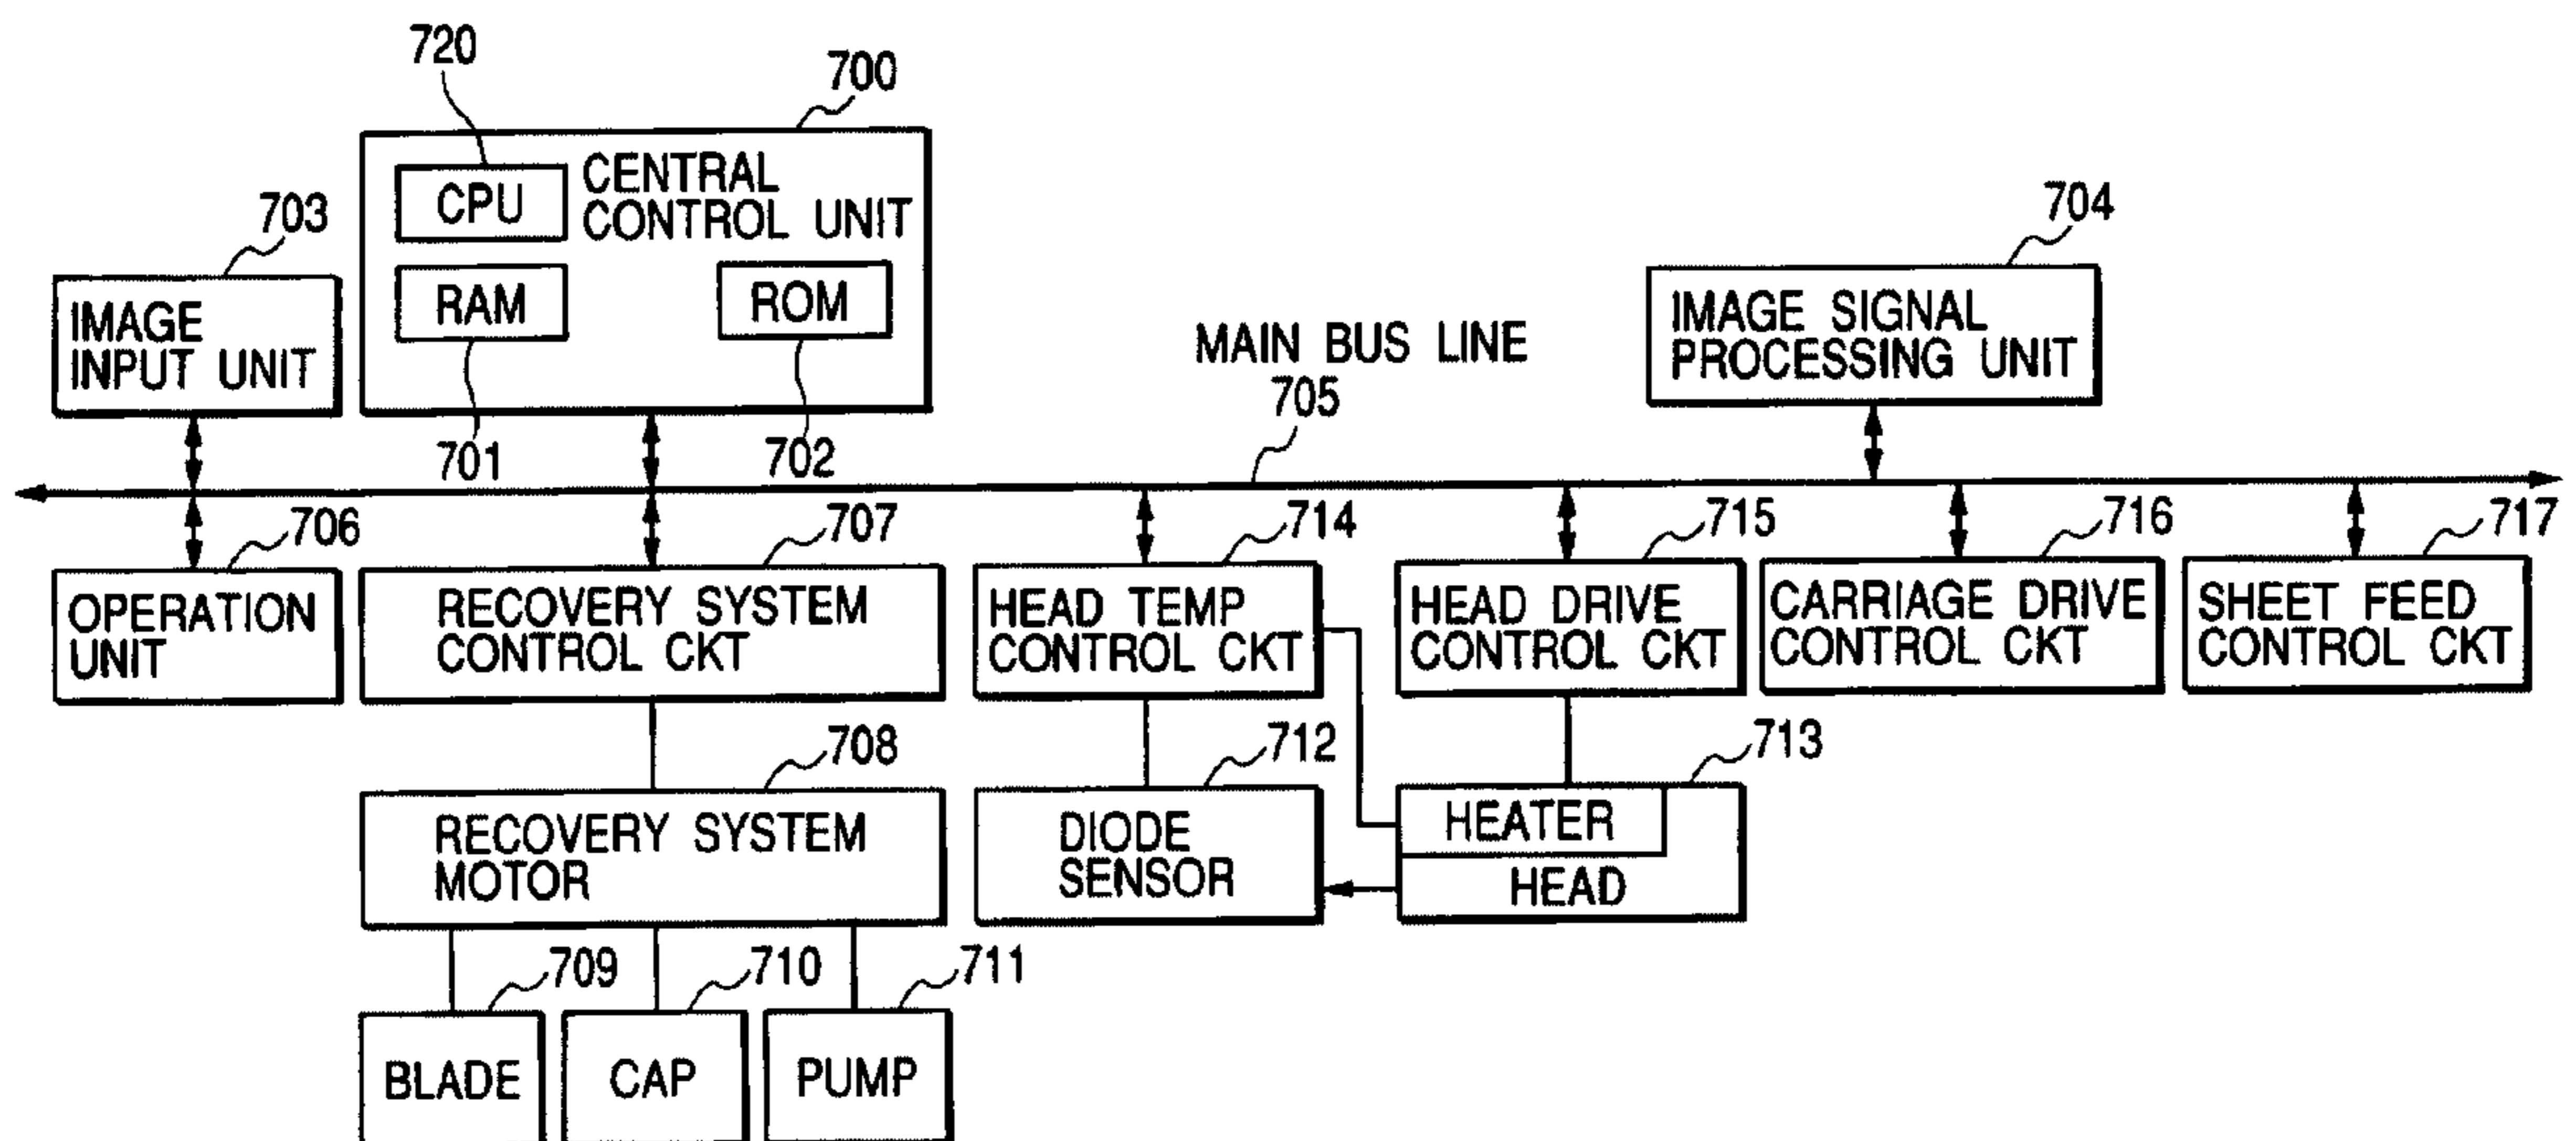 720
700
CPU
CENTRAL
CONTROL UNIT
RAM
ROM
701
702
703
IMAGE
INPUT UNIT
MAIN BUS LINE
705
704
IMAGE SIGNAL
PROCESSING UNIT
706
OPERATION
UNIT
707
RECOVERY SYSTEM
CONTROL CKT
714
HEAD TEMP
CONTROL CKT
715
HEAD DRIVE
CONTROL CKT
716
CARRIAGE DRIVE
CONTROL CKT
717
SHEET FEED
CONTROL CKT
708
RECOVERY SYSTEM
MOTOR
712
DIODE
SENSOR
713
HEATER
HEAD
709
BLADE
710
CAP
711
PUMP